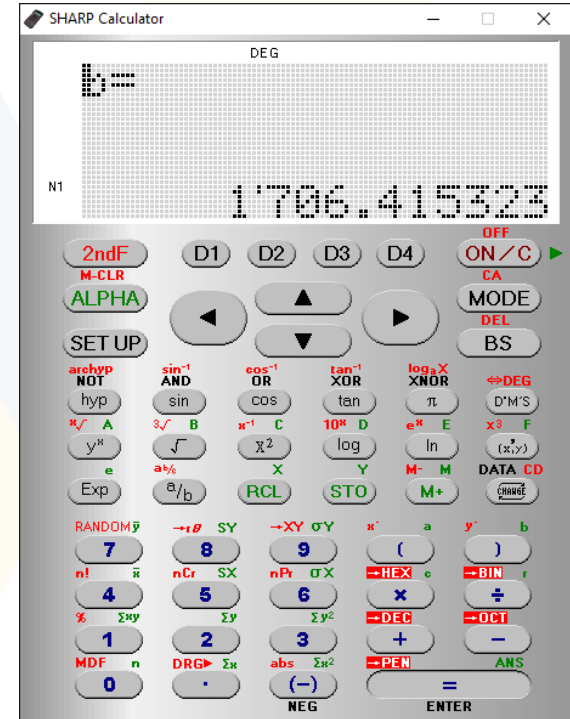 SHARP Calculator
DEG
b=
N1 1'706.415323
OFF
2ndF D1 D2 D3 D4 ON/C
M-CLR CA
ALPHA MODE
DEL
SET UP BS
archyp sin⁻¹ cos⁻¹ tan⁻¹ logₐX
NOT AND OR XOR XNOR ⇔DEG
hyp sin cos tan π D°M'S
ˣ√ A ³√ B x⁻¹ C 10ˣ D eˣ E x³ F
yˣ √ X² log ln (x,y)
e aᵇ/c X Y M- M DATA CD
Exp a/b RCL STO M+ CHANGE
RANDOM ȳ →rθ SY →XY σY x´ a y´ b
7 8 9 ( )
n! x̄ nCr SX nPr σX →HEX c →BIN r
4 5 6 × ÷
% Σxy Σy Σy² →DEC →OCT
1 2 3 + −
MDF n DRG► Σx abs Σx² →PEN ANS
0 · (−) =
NEG ENTER